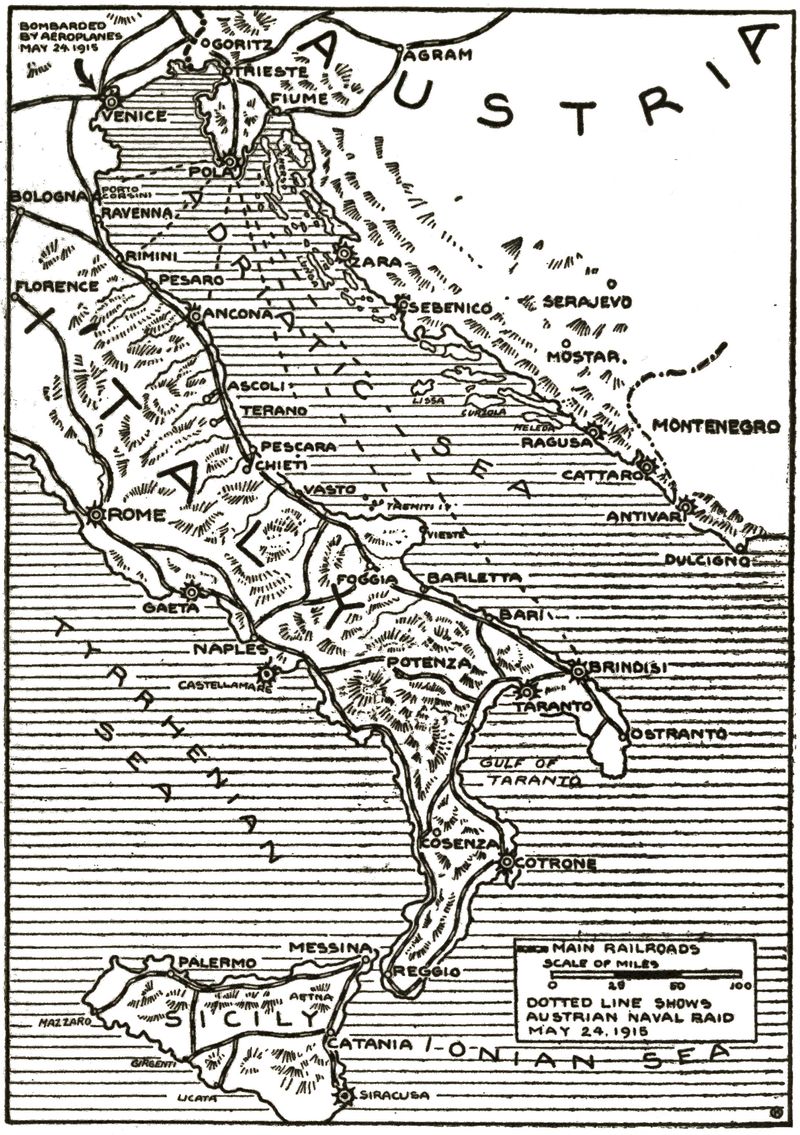 BOMBARDED
BY AEROPLANES
MAY 24. 1915
GORITZ
TRIESTE
AGRAM
AUSTRIA
FIUME
VENICE
POLA
CHERSO
BOLOGNA
PORTO
CORSINI
RAVENNA
RIMINI
ZARA
FLORENCE
PESARO
ADRIATIC SEA
SERAJEVO
SEBENICO
ANCONA
MOSTAR.
ITALY
ASCOLI
LISSA
CURZOLA
TERANO
MELEDA
MONTENEGRO
RAGUSA
PESCARA
CHIETI
CATTARO
VASTO
TREMITI IS
ROME
ANTIVARI
VIESTE
DULCIGNO
FOGGIA
BARLETTA
GAETA
BARI
NAPLES
POTENZA
BRINDISI
CASTELLAMARE
TARANTO
OSTRANTO
TYRRHENIAN
SEA
GULF OF
TARANTO
COSENZA
COTRONE
MESSINA
PALERMO
REGGIO
MAIN RAILROADS
SCALE OF MILES
0 25 50 100
DOTTED LINE SHOWS
AUSTRIAN NAVAL RAID
MAY 24, 1915
AETNA
MAZZARO
SICILY
CATANIA
IONIAN SEA
GIRGENTI
LICATA
SIRACUSA